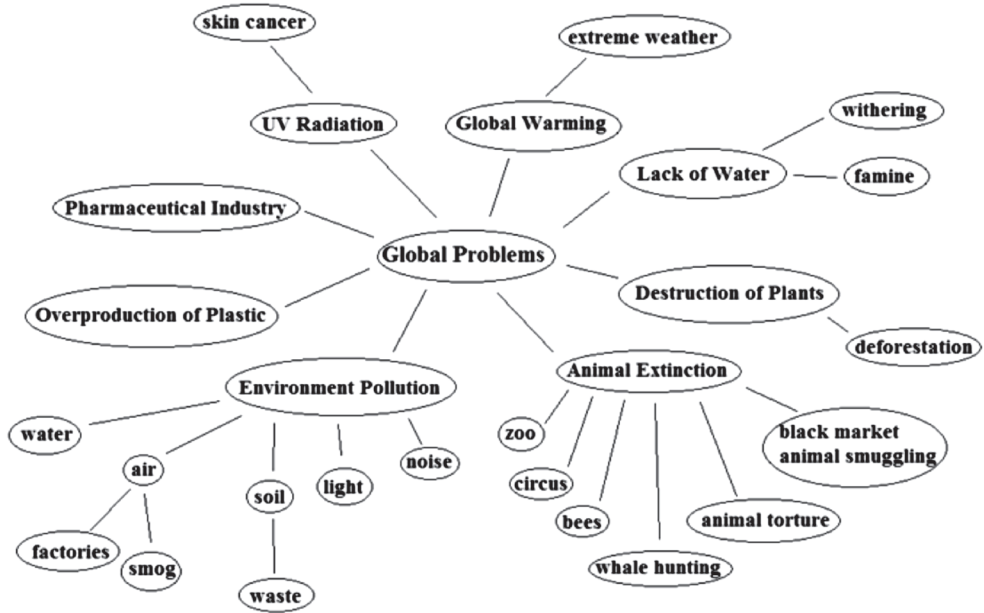 skin cancer
extreme weather
UV Radiation
Global Warming
withering
Lack of Water
famine
Pharmaceutical Industry
Global Problems
Overproduction of Plastic
Destruction of Plants
deforestation
Environment Pollution
Animal Extinction
water
air
soil
light
noise
factories
smog
waste
zoo
circus
bees
whale hunting
animal torture
black market
animal smuggling